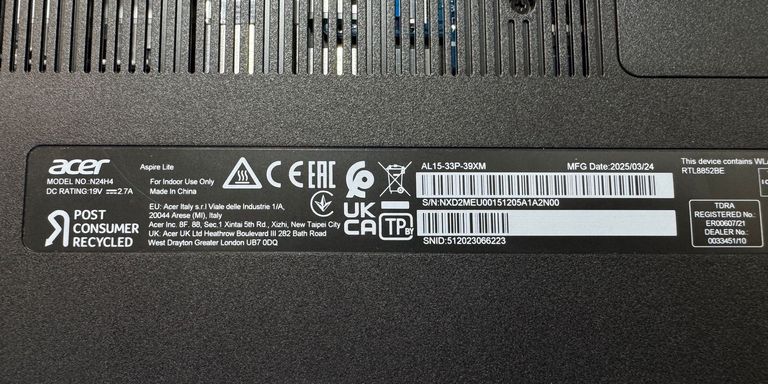 acer
Aspire Lite
MODEL NO.:N24H4
DC RATING:19V ⎓ 2.7A
For Indoor Use Only
Made In China
POST
CONSUMER
RECYCLED
EU: Acer Italy s.r.l Viale delle Industrie 1/A,
20044 Arese (MI), Italy
Acer Inc. 8F. 88, Sec.1 Xintai 5th Rd., Xizhi, New Taipei City
UK: Acer UK Ltd Heathrow Boulevard III 282 Bath Road
West Drayton Greater London UB7 0DQ
CE
EAC
UK
CA
TP
BY
AL15-33P-39XM
MFG Date:2025/03/24
S/N:NXD2MEU00151205A1A2N00
SNID:512023066223
This device contains WLA
RTL8852BE
TDRA
REGISTERED No.:
ER00607/21
DEALER No.:
0033451/10